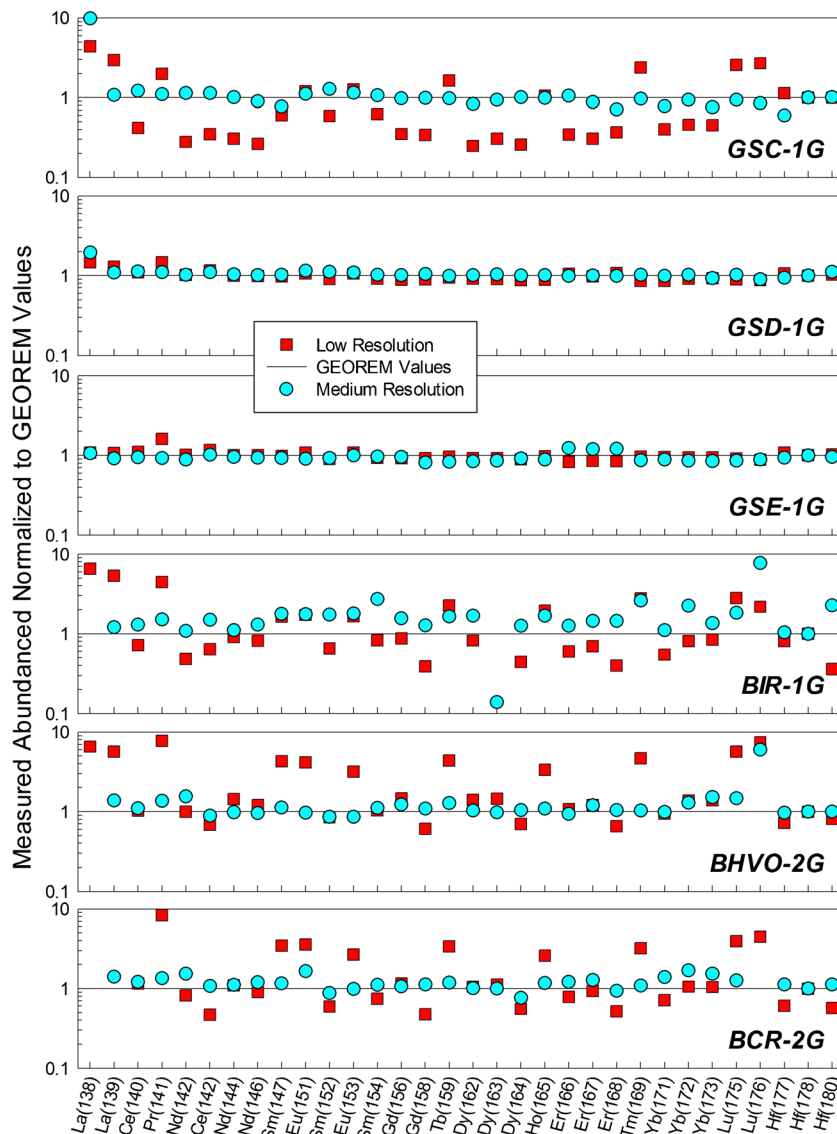 Measured Abundanced Normalized to GEOREM Values
10
1
0.1
GSC-1G
10
1
0.1
GSD-1G
Low Resolution
GEOREM Values
Medium Resolution
10
1
0.1
GSE-1G
10
1
0.1
BIR-1G
10
1
0.1
BHVO-2G
10
1
0.1
BCR-2G
La(138)
La(139)
Ce(140)
Pr(141)
Nd(142)
Ce(142)
Nd(144)
Nd(146)
Sm(147)
Eu(151)
Sm(152)
Eu(153)
Sm(154)
Gd(156)
Gd(158)
Tb(159)
Dy(162)
Dy(163)
Dy(164)
Ho(165)
Er(166)
Er(167)
Er(168)
Tm(169)
Yb(171)
Yb(172)
Yb(173)
Lu(175)
Lu(176)
Hf(177)
Hf(178)
Hf(180)